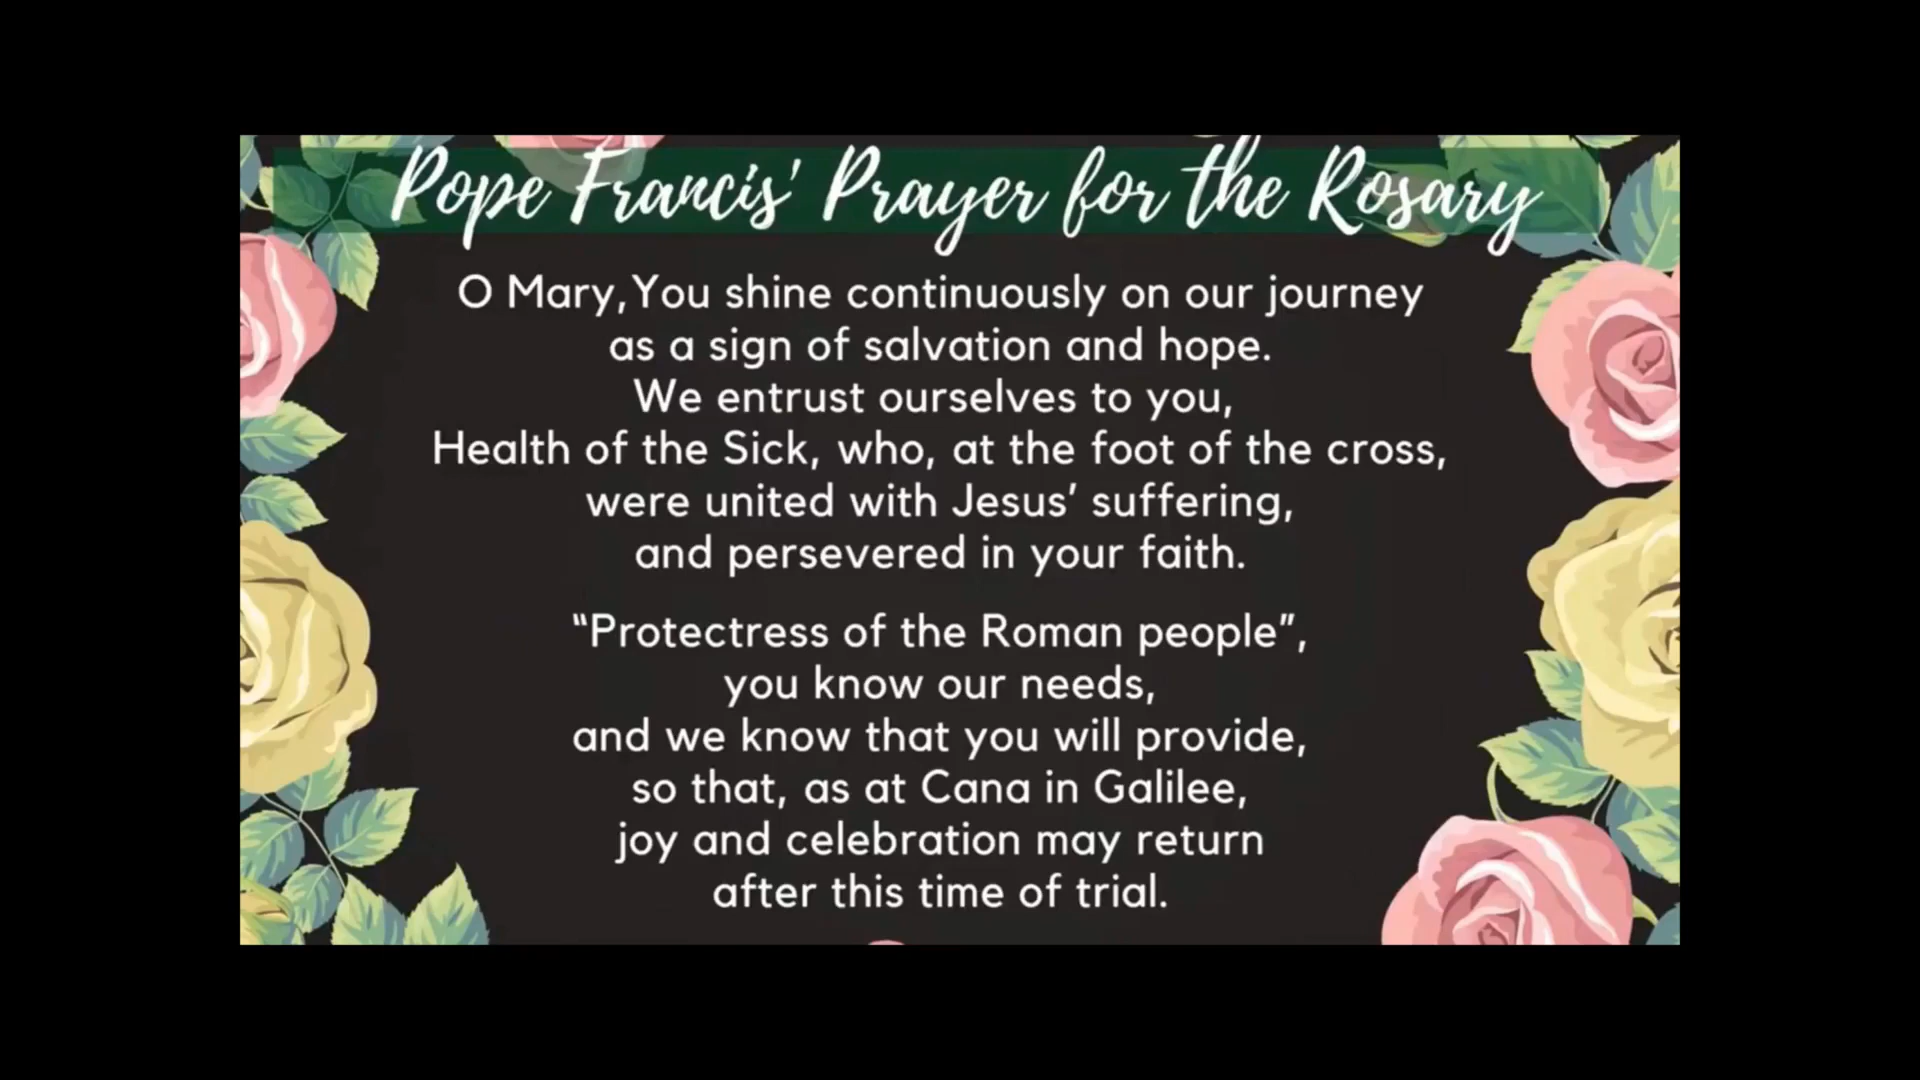 Pope Francis' Prayer for the Rosary
O Mary,You shine continuously on our journey
as a sign of salvation and hope.
We entrust ourselves to you,
Health of the Sick, who, at the foot of the cross,
were united with Jesus’ suffering,
and persevered in your faith.
“Protectress of the Roman people”,
you know our needs,
and we know that you will provide,
so that, as at Cana in Galilee,
joy and celebration may return
after this time of trial.